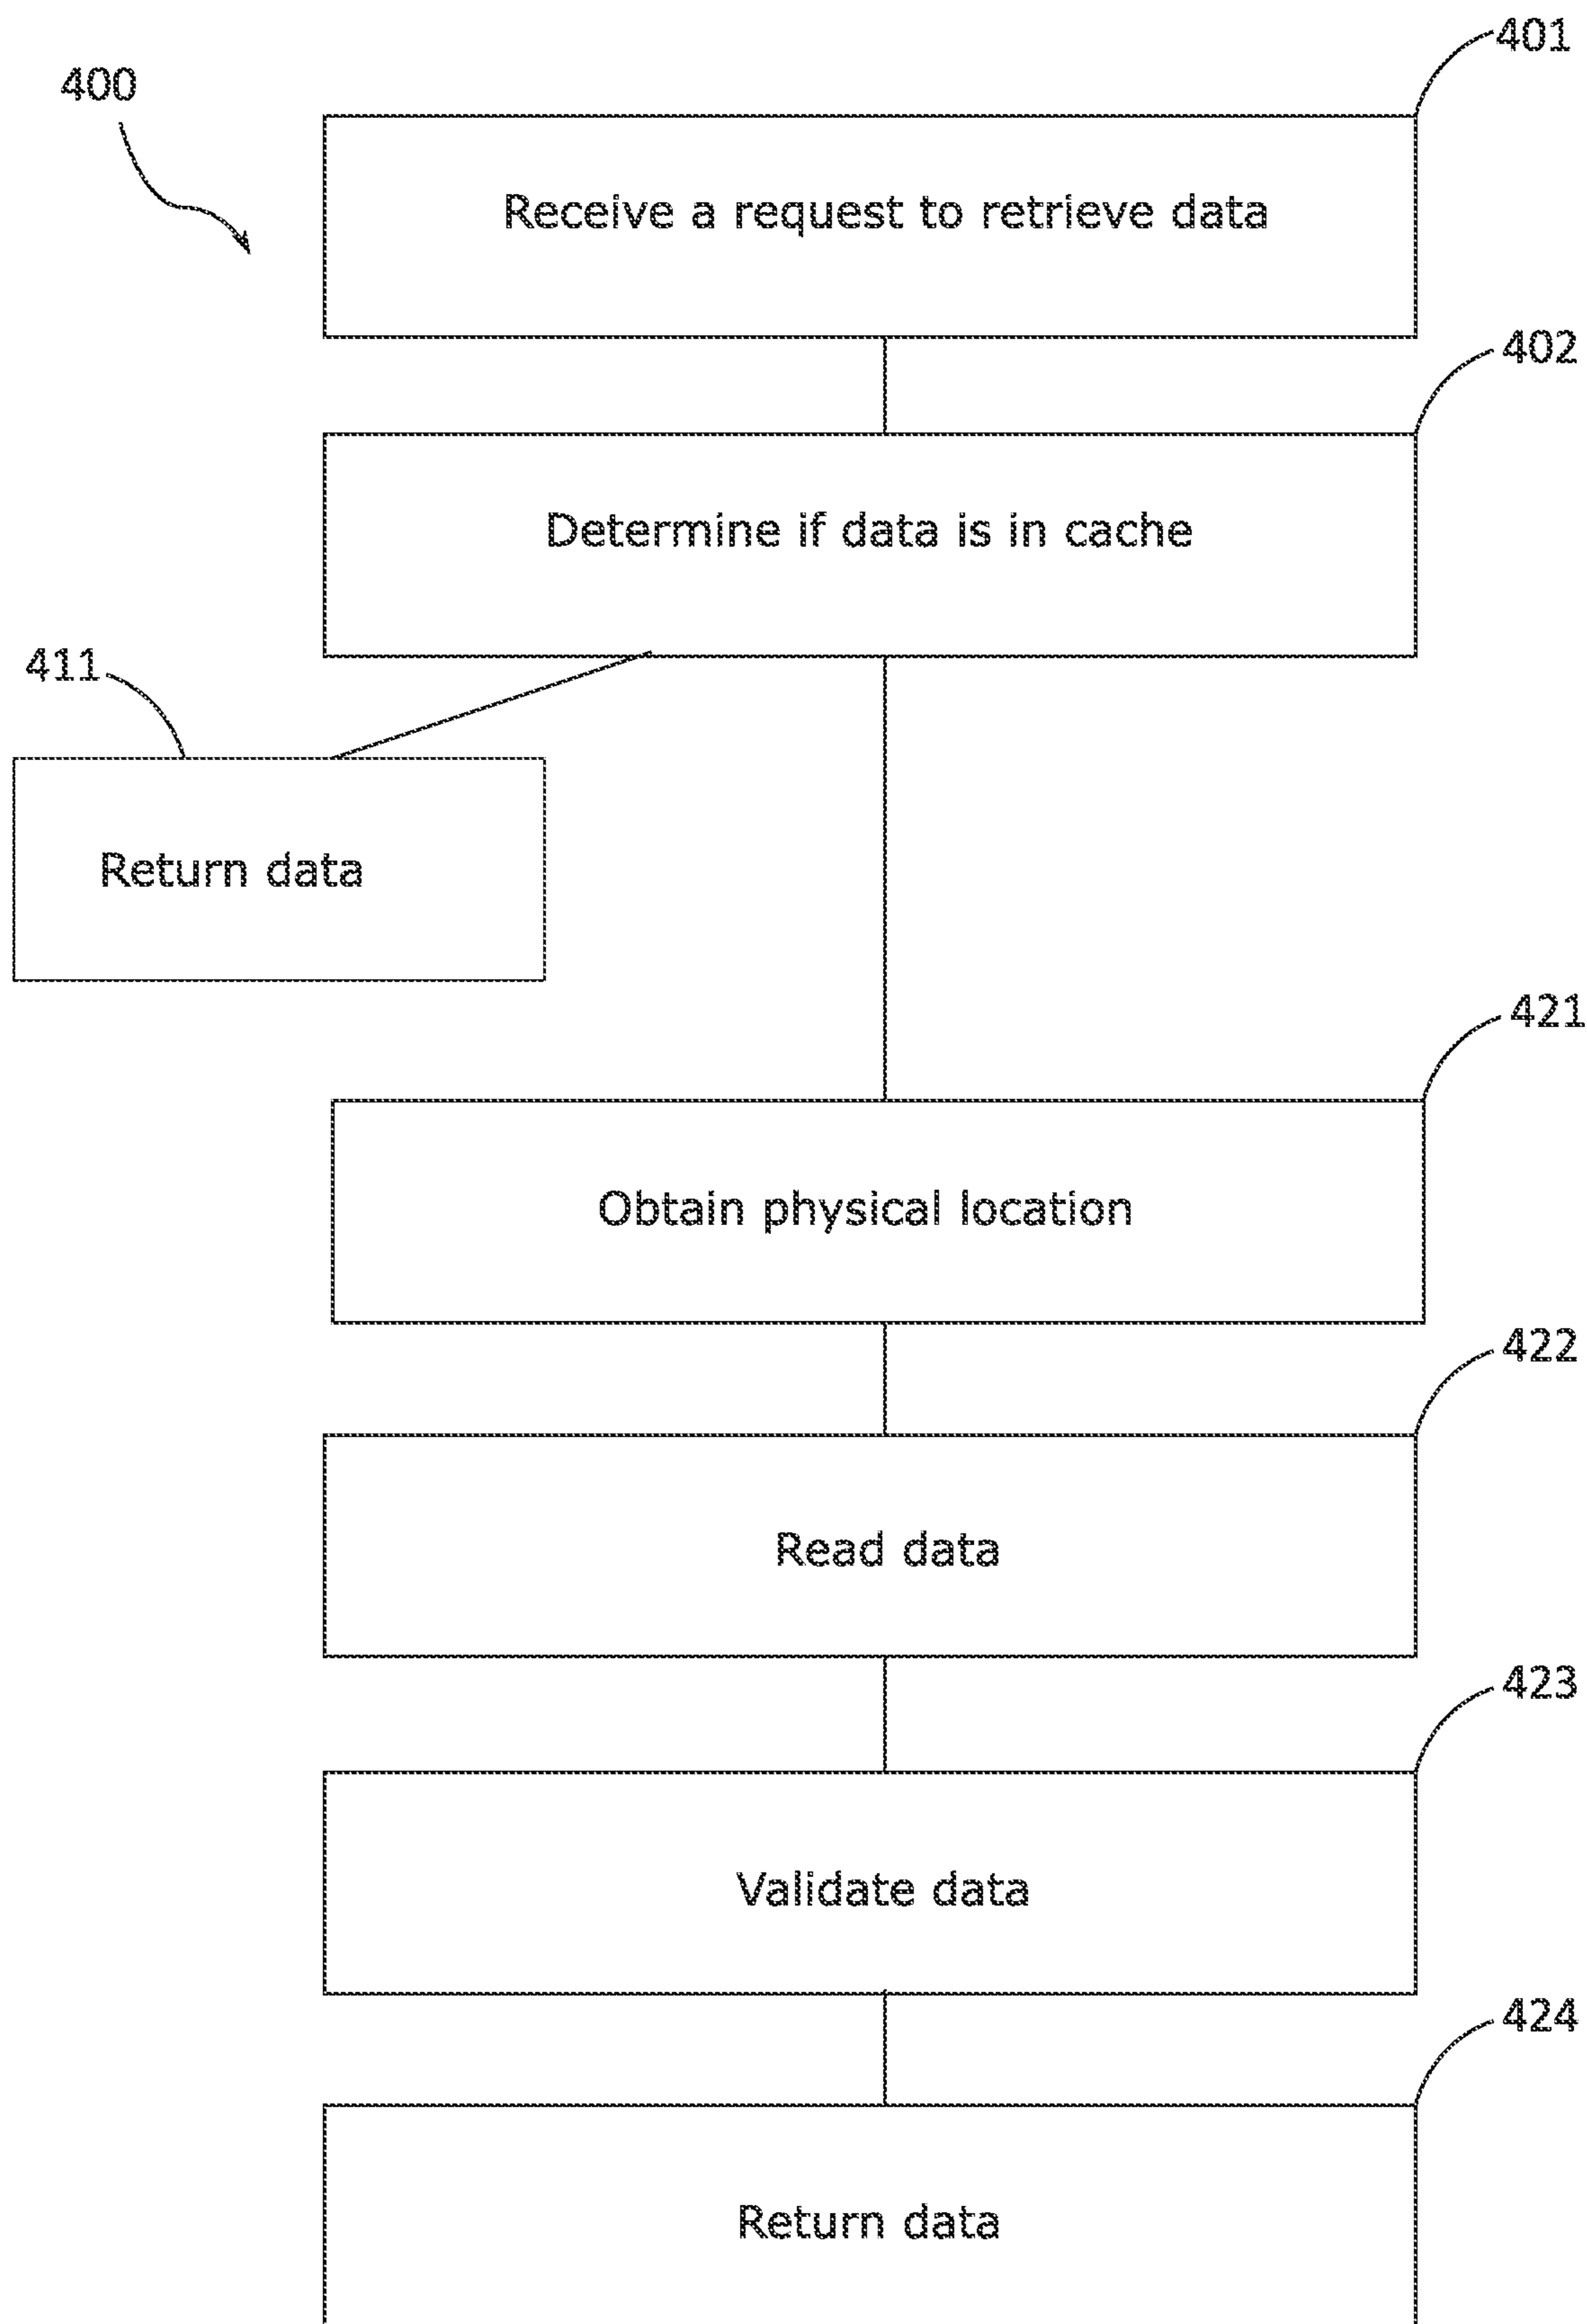 401
400
Receive a request to retrieve data
402
Determine if data is in cache
411
Return data
421
Obtain physical location
422
Read data
423
Validate data
424
Return data